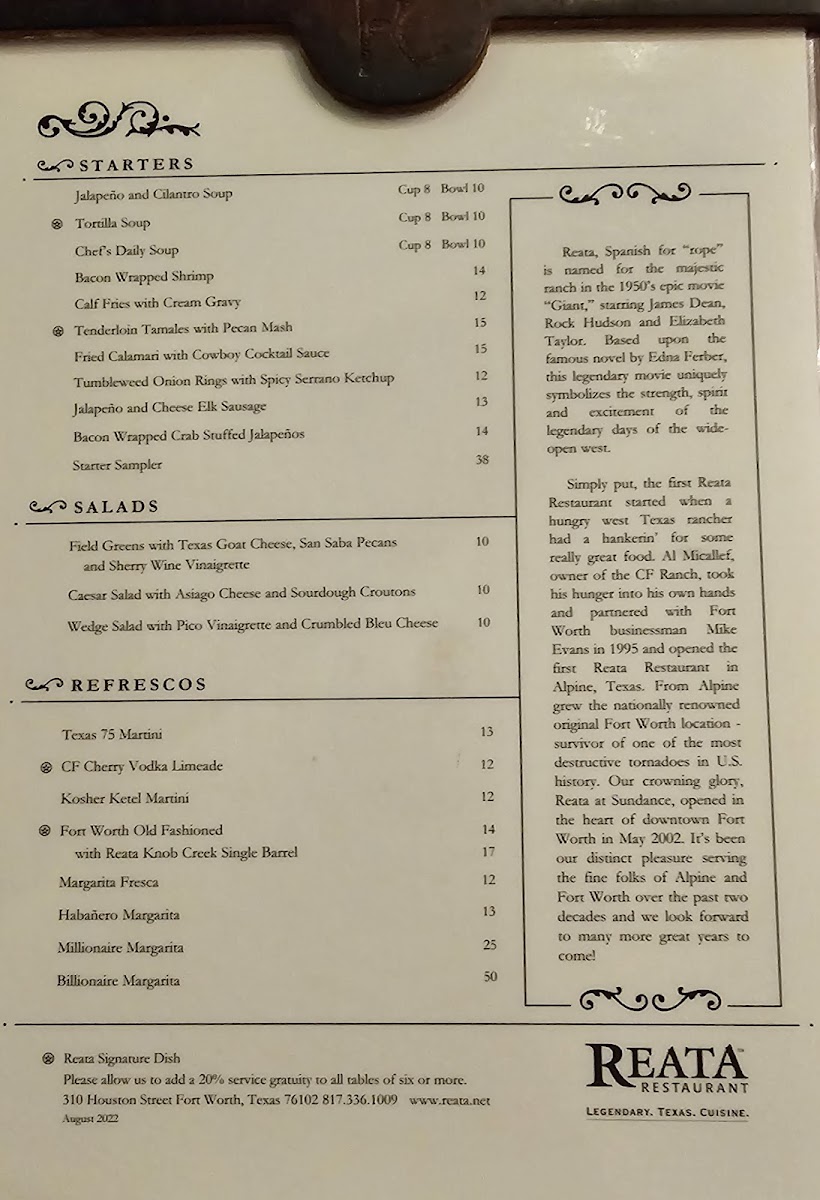 STARTERS
Jalapeño and Cilantro Soup Cup 8 Bowl 10
Tortilla Soup Cup 8 Bowl 10
Chef's Daily Soup Cup 8 Bowl 10
Bacon Wrapped Shrimp 14
Calf Fries with Cream Gravy 12
Tenderloin Tamales with Pecan Mash 15
Fried Calamari with Cowboy Cocktail Sauce 15
Tumbleweed Onion Rings with Spicy Serrano Ketchup 12
Jalapeño and Cheese Elk Sausage 13
Bacon Wrapped Crab Stuffed Jalapeños 14
Starter Sampler 38
SALADS
Field Greens with Texas Goat Cheese, San Saba Pecans 10
and Sherry Wine Vinaigrette
Caesar Salad with Asiago Cheese and Sourdough Croutons 10
Wedge Salad with Pico Vinaigrette and Crumbled Bleu Cheese 10
REFRESCOS
Texas 75 Martini 13
CF Cherry Vodka Limeade 12
Kosher Ketel Martini 12
Fort Worth Old Fashioned 14
with Reata Knob Creek Single Barrel 17
Margarita Fresca 12
Habañero Margarita 13
Millionaire Margarita 25
Billionaire Margarita 50
Reata, Spanish for "rope"
is named for the majestic
ranch in the 1950's epic movie
"Giant," starring James Dean,
Rock Hudson and Elizabeth
Taylor. Based upon the
famous novel by Edna Ferber,
this legendary movie uniquely
symbolizes the strength, spirit
and excitement of the
legendary days of the wide-
open west.
Simply put, the first Reata
Restaurant started when a
hungry west Texas rancher
had a hankerin' for some
really great food. Al Micallef,
owner of the CF Ranch, took
his hunger into his own hands
and partnered with Fort
Worth businessman Mike
Evans in 1995 and opened the
first Reata Restaurant in
Alpine, Texas. From Alpine
grew the nationally renowned
original Fort Worth location -
survivor of one of the most
destructive tornadoes in U.S.
history. Our crowning glory,
Reata at Sundance, opened in
the heart of downtown Fort
Worth in May 2002. It's been
our distinct pleasure serving
the fine folks of Alpine and
Fort Worth over the past two
decades and we look forward
to many more great years to
come!
Reata Signature Dish
Please allow us to add a 20% service gratuity to all tables of six or more.
310 Houston Street Fort Worth, Texas 76102 817.336.1009 www.reata.net
August 2022
REATA™
RESTAURANT
LEGENDARY. TEXAS. CUISINE.